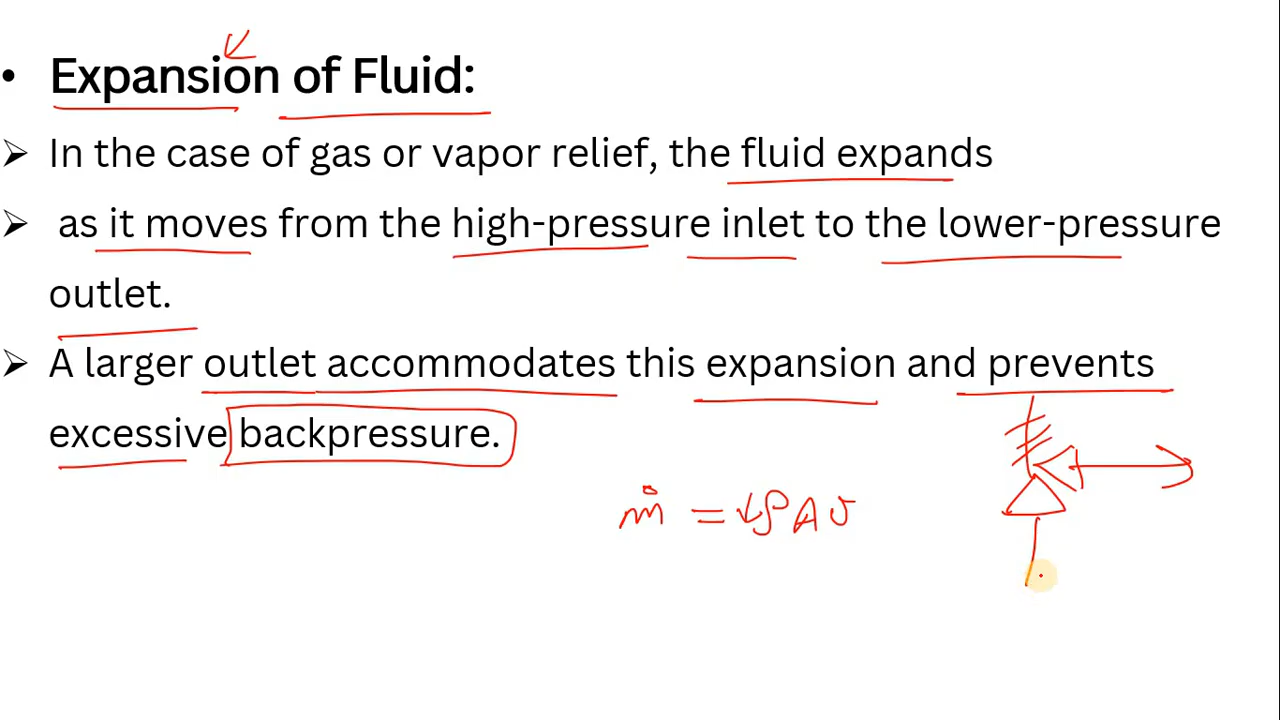 • Expansion of Fluid:
➢ In the case of gas or vapor relief, the fluid expands
➢ as it moves from the high-pressure inlet to the lower-pressure
outlet.
➢ A larger outlet accommodates this expansion and prevents
excessive backpressure.
ṁ = ↓ρAv